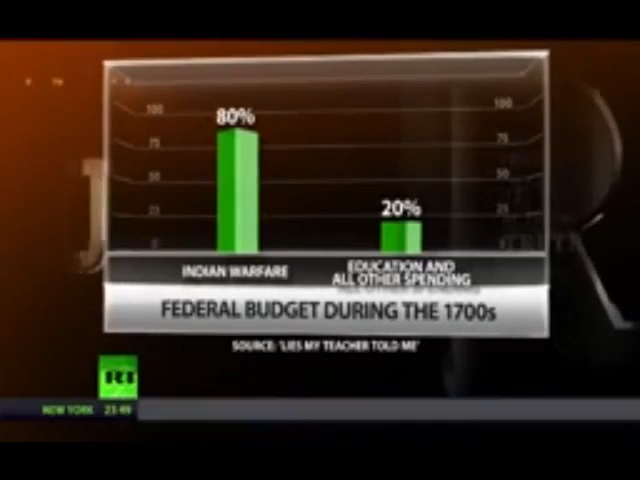 80%
100
100
75
75
50
50
20%
25
25
0
0
INDIAN WARFARE
EDUCATION AND
ALL OTHER SPENDING
FEDERAL BUDGET DURING THE 1700s
SOURCE: 'LIES MY TEACHER TOLD ME'
RT
NEW YORK 23:49